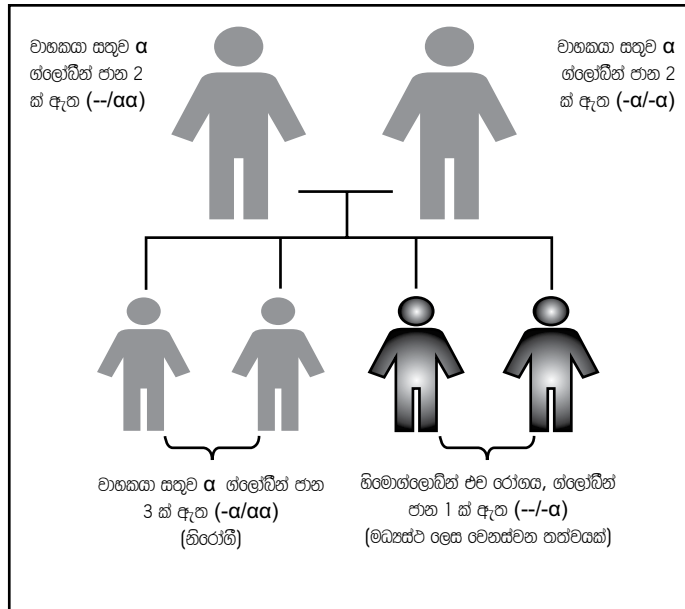 වාහකයා සතුව α
ග්ලෝබීන් ජාන 2
ක් ඇත (--/αα)
වාහකයා සතුව α
ග්ලෝබීන් ජාන 2
ක් ඇත (-α/-α)
වාහකයා සතුව α ග්ලෝබීන් ජාන
3 ක් ඇත (-α/αα)
(නිරෝගී)
හිමොග්ලොබින් එච රෝගය, ග්ලෝබීන්
ජාන 1 ක් ඇත (--/-α)
(මධ්‍යස්ථ ලෙස වෙනස්වන තත්වයක්)